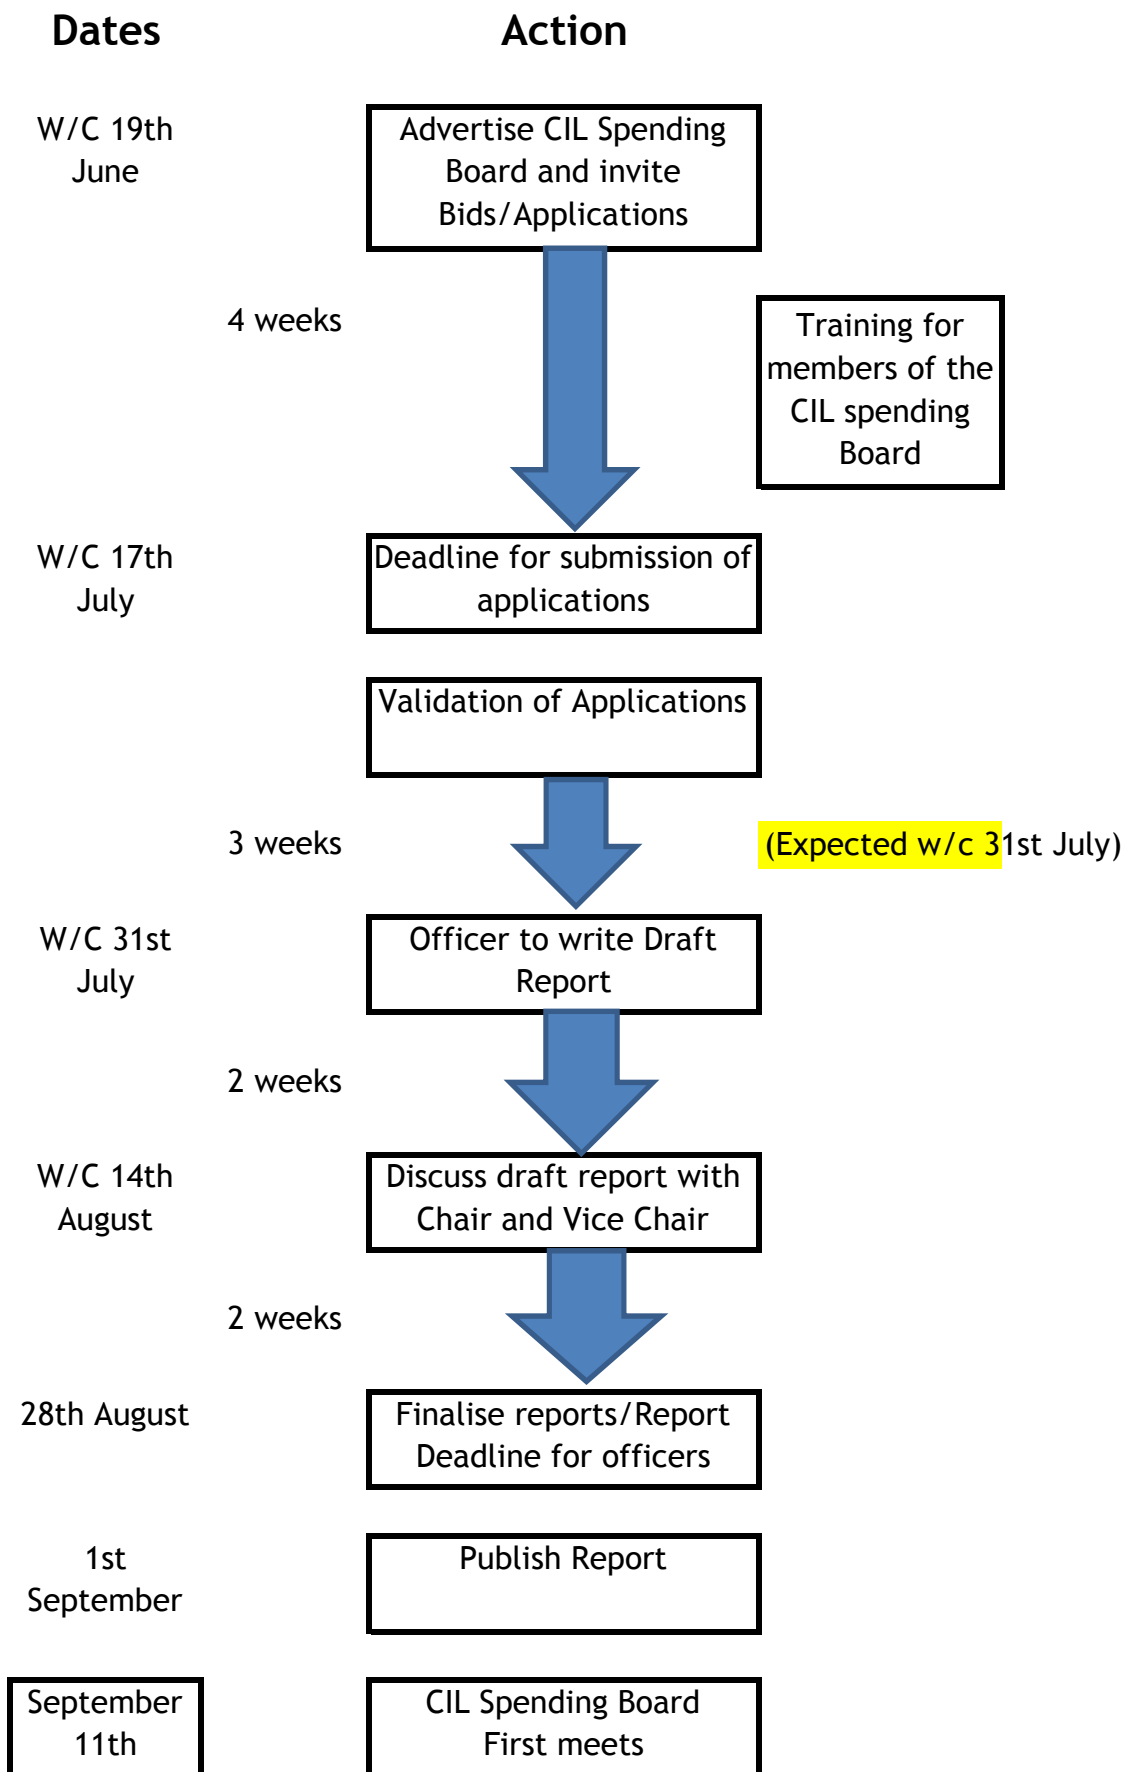 Dates
Action
W/C 19th
June
Advertise CIL Spending
Board and invite
Bids/Applications
4 weeks
Training for
members of the
CIL spending
Board
W/C 17th
July
Deadline for submission of
applications
Validation of Applications
3 weeks
(Expected w/c 31st July)
W/C 31st
July
Officer to write Draft
Report
2 weeks
W/C 14th
August
Discuss draft report with
Chair and Vice Chair
2 weeks
28th August
Finalise reports/Report
Deadline for officers
1st
September
Publish Report
September
11th
CIL Spending Board
First meets